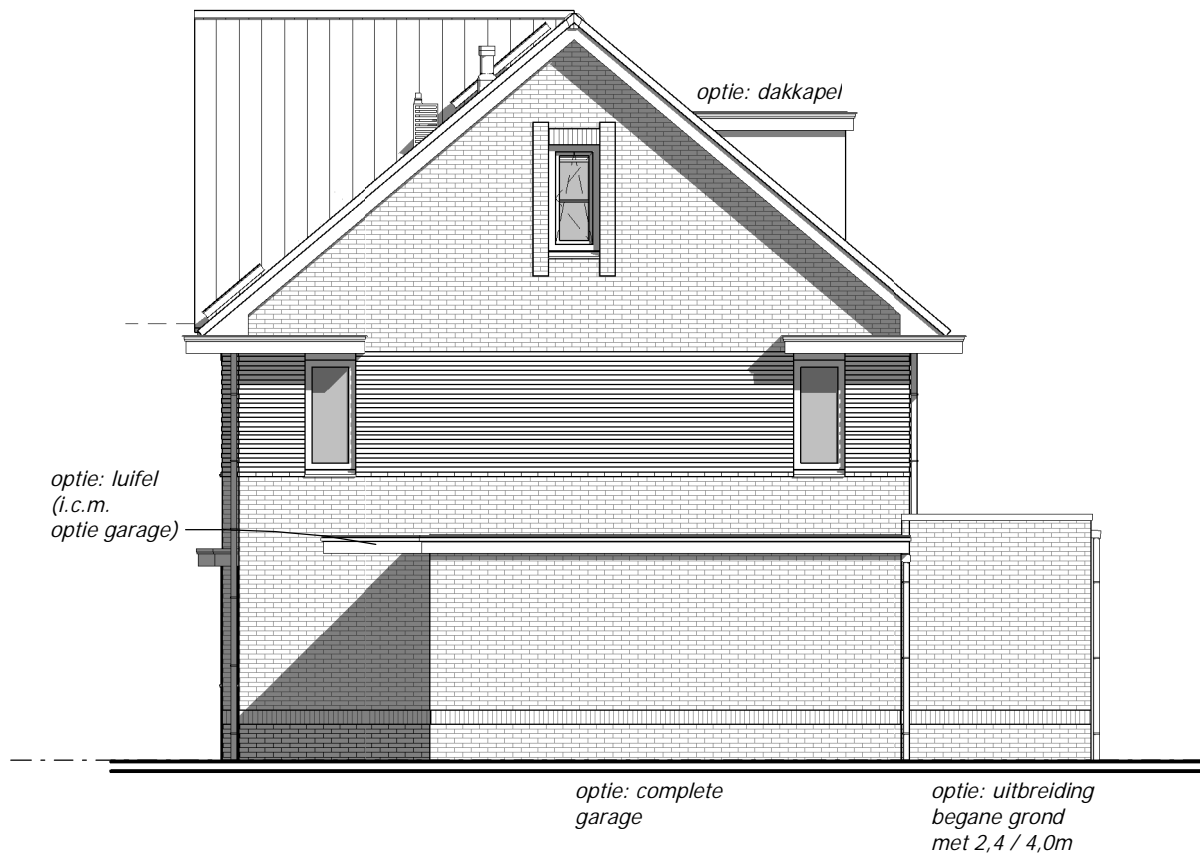 optie: dakkapel
optie: luifel
(i.c.m.
optie garage)
optie: complete
garage
optie: uitbreiding
begane grond
met 2,4 / 4,0m